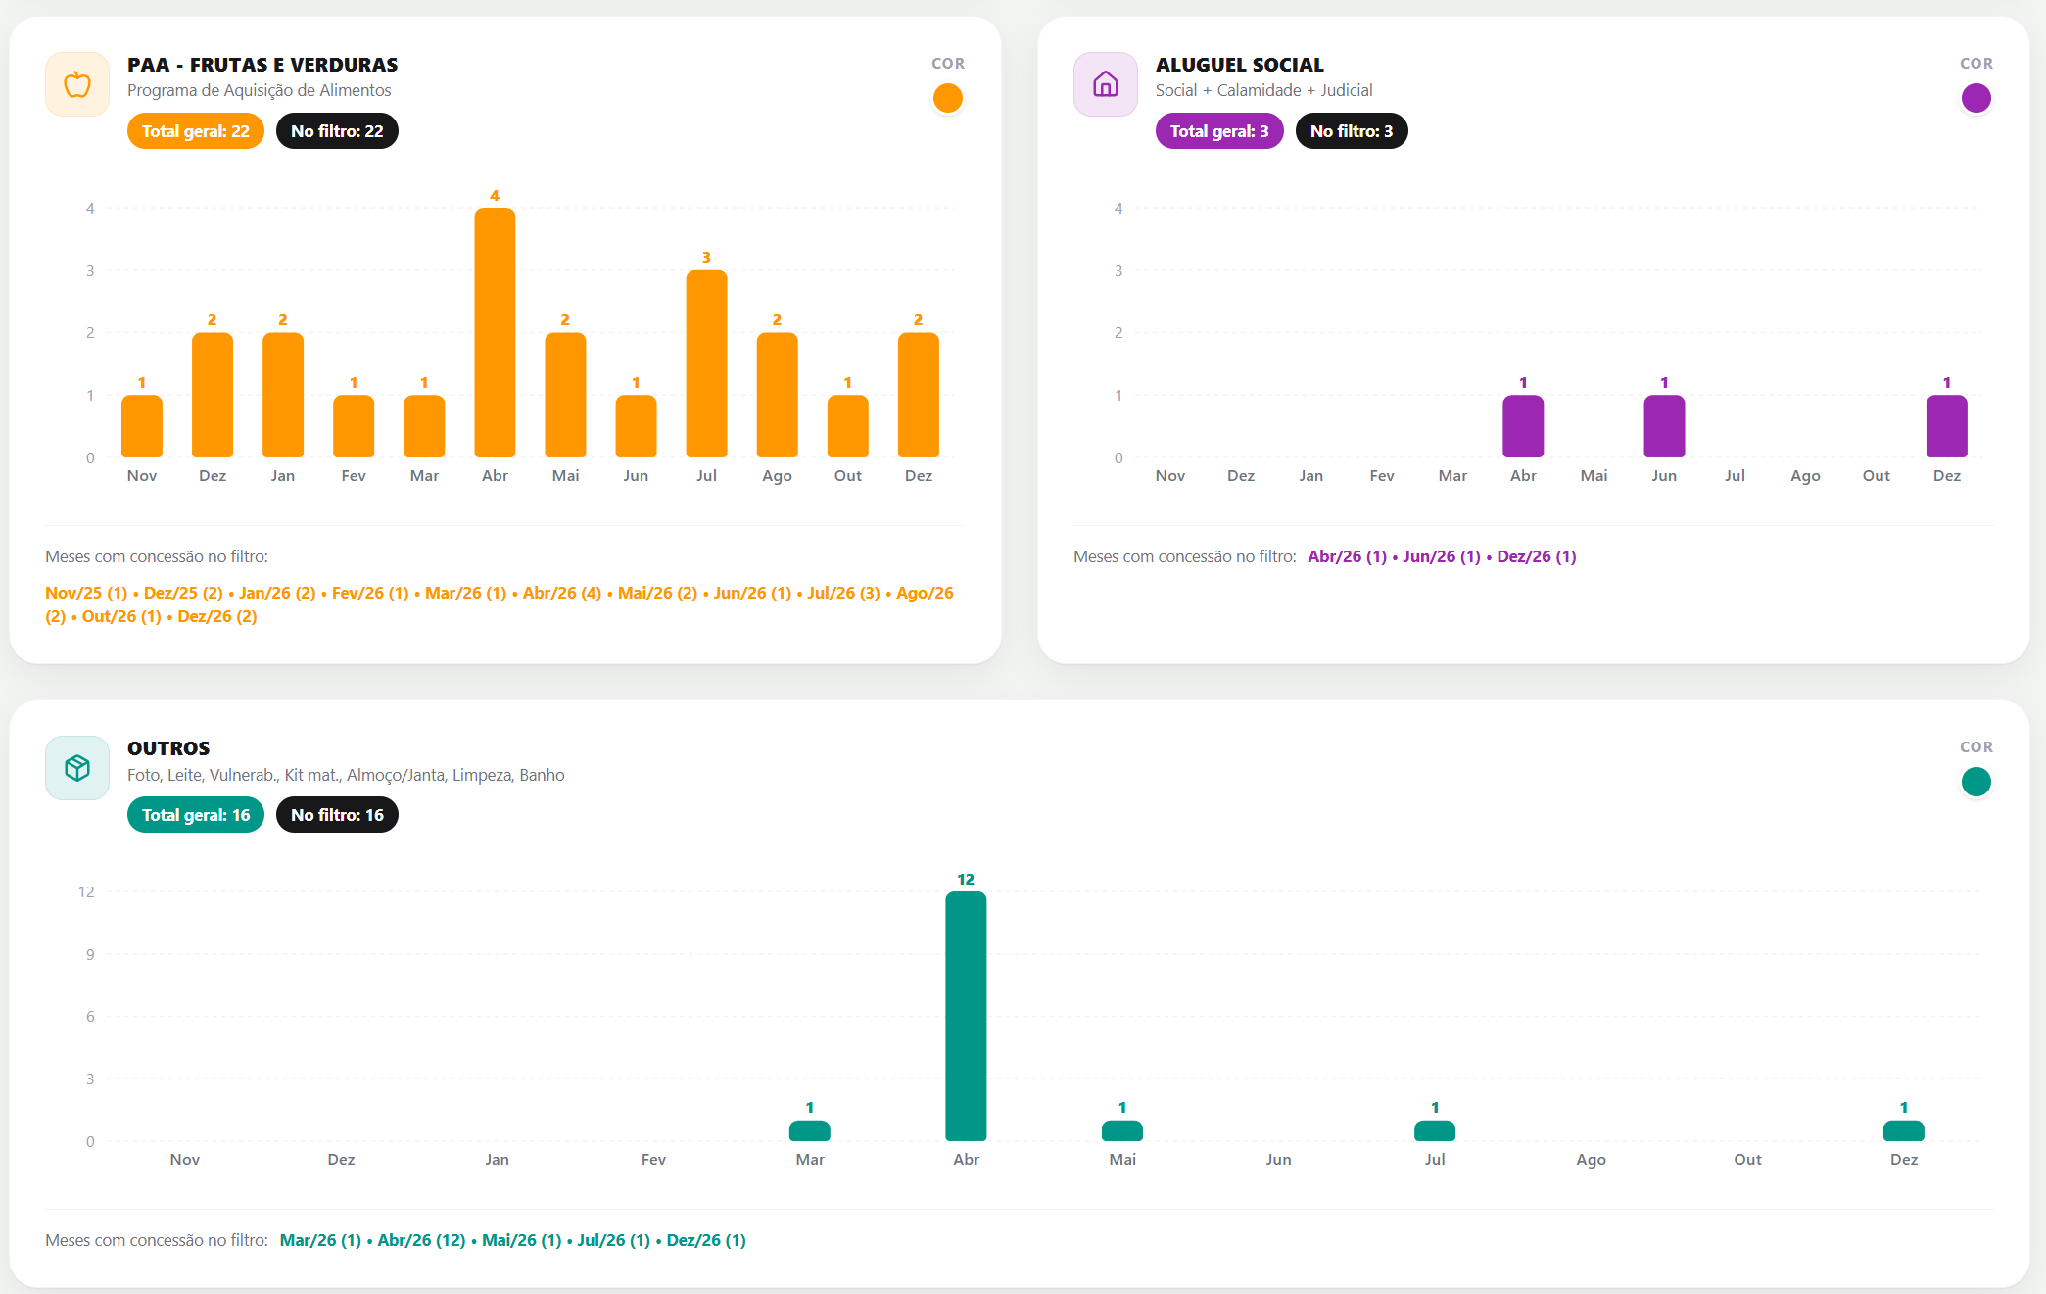 PAA - FRUTAS E VERDURAS
Programa de Aquisição de Alimentos
Total geral: 22 No filtro: 22
COR
4
4
3
3
2
2 2 2 2 2
1
1 1 1 1 1
0
Nov Dez Jan Fev Mar Abr Mai Jun Jul Ago Out Dez
Meses com concessão no filtro:
Nov/25 (1) • Dez/25 (2) • Jan/26 (2) • Fev/26 (1) • Mar/26 (1) • Abr/26 (4) • Mai/26 (2) • Jun/26 (1) • Jul/26 (3) • Ago/26
(2) • Out/26 (1) • Dez/26 (2)
ALUGUEL SOCIAL
Social + Calamidade + Judicial
Total geral: 3 No filtro: 3
COR
4
3
2
1
1 1 1
0
Nov Dez Jan Fev Mar Abr Mai Jun Jul Ago Out Dez
Meses com concessão no filtro: Abr/26 (1) • Jun/26 (1) • Dez/26 (1)
OUTROS
Foto, Leite, Vulnerab., Kit mat., Almoço/Janta, Limpeza, Banho
Total geral: 16 No filtro: 16
COR
12
12
9
6
3
1 1 1 1
0
Nov Dez Jan Fev Mar Abr Mai Jun Jul Ago Out Dez
Meses com concessão no filtro: Mar/26 (1) • Abr/26 (12) • Mai/26 (1) • Jul/26 (1) • Dez/26 (1)